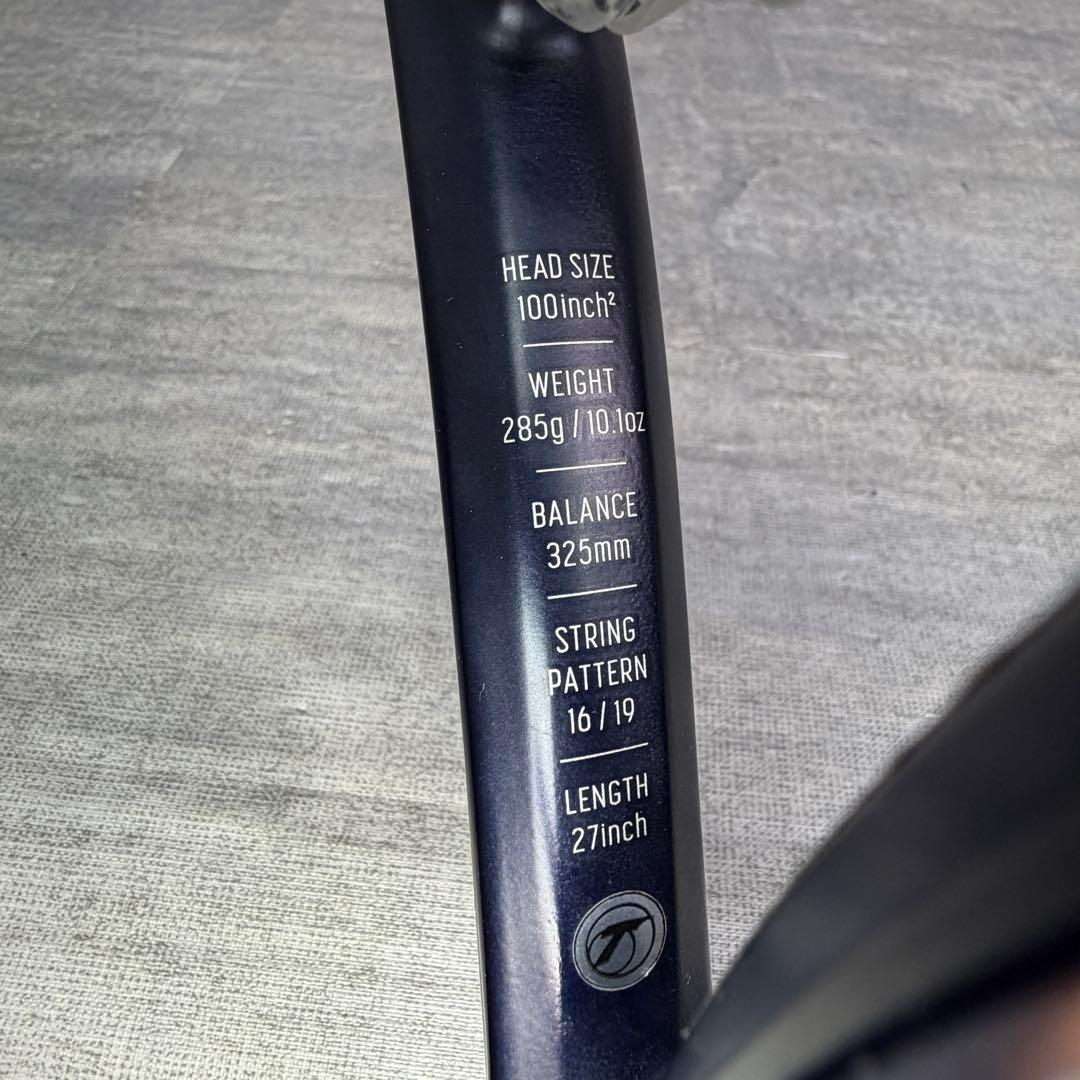 HEAD SIZE
100inch²
WEIGHT
285g / 10.1oz
BALANCE
325mm
STRING
PATTERN
16 / 19
LENGTH
27inch